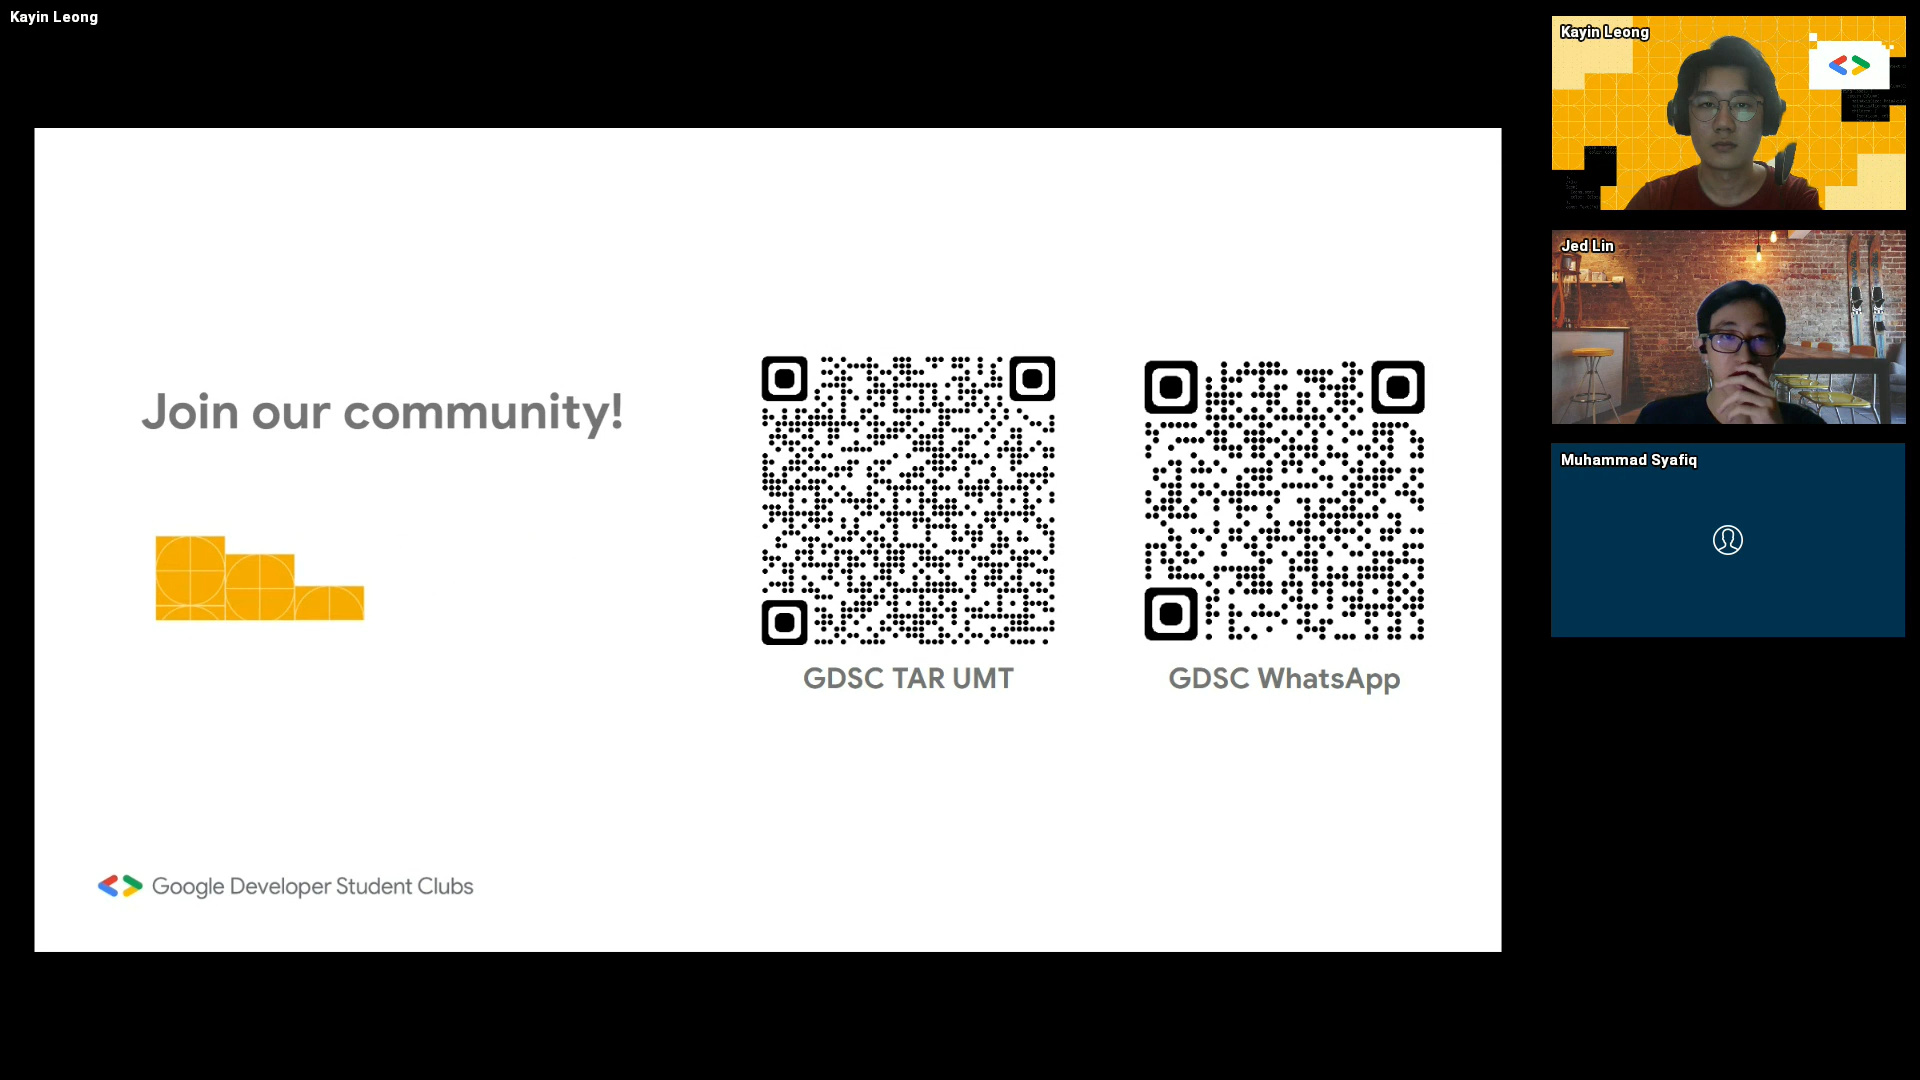 Kayin Leong
Join our community!
GDSC TAR UMT
GDSC WhatsApp
Google Developer Student Clubs
Kayin Leong
Jed Lin
Muhammad Syafiq